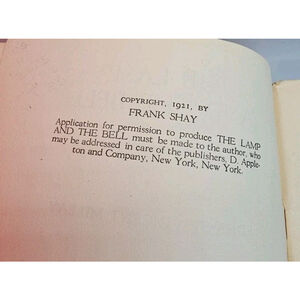 COPYRIGHT, 1921, BY
FRANK SHAY
Application for permission to produce THE LAMP
AND THE BELL must be made to the author, who
may be addressed in care of the publishers, D. Apple-
ton and Company, New York, New York.